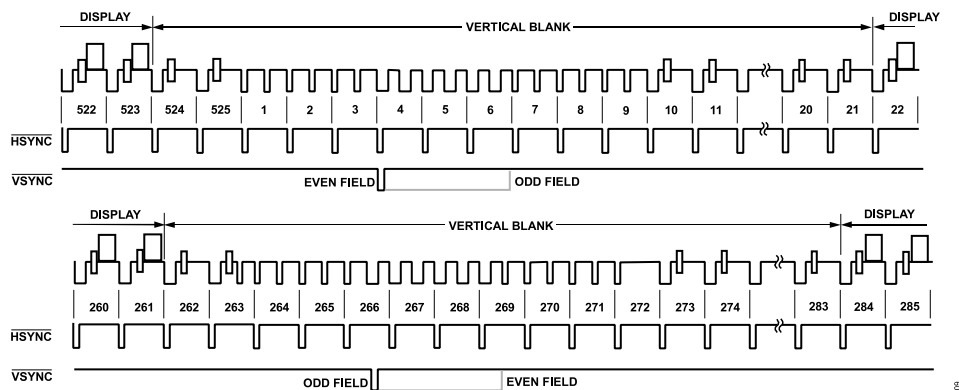 DISPLAY VERTICAL BLANK DISPLAY
522 523 524 525 1 2 3 4 5 6 7 8 9 10 11 20 21 22
HSYNC
VSYNC
EVEN FIELD ODD FIELD
DISPLAY VERTICAL BLANK DISPLAY
260 261 262 263 264 265 266 267 268 269 270 271 272 273 274 283 284 285
HSYNC
VSYNC
ODD FIELD EVEN FIELD